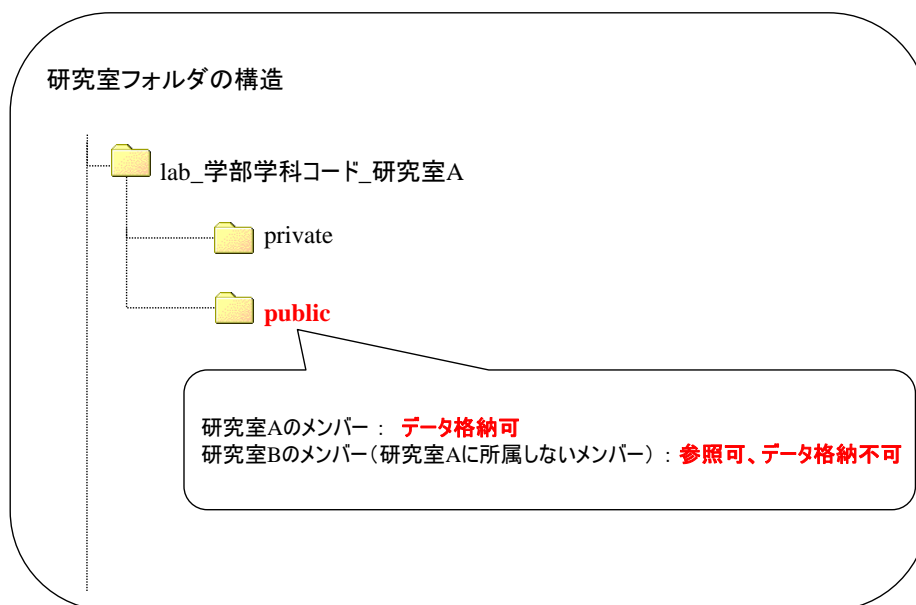 研究室フォルダの構造
lab_学部学科コード_研究室A
private
public
研究室Aのメンバー： データ格納可
研究室Bのメンバー（研究室Aに所属しないメンバー）：参照可、データ格納不可